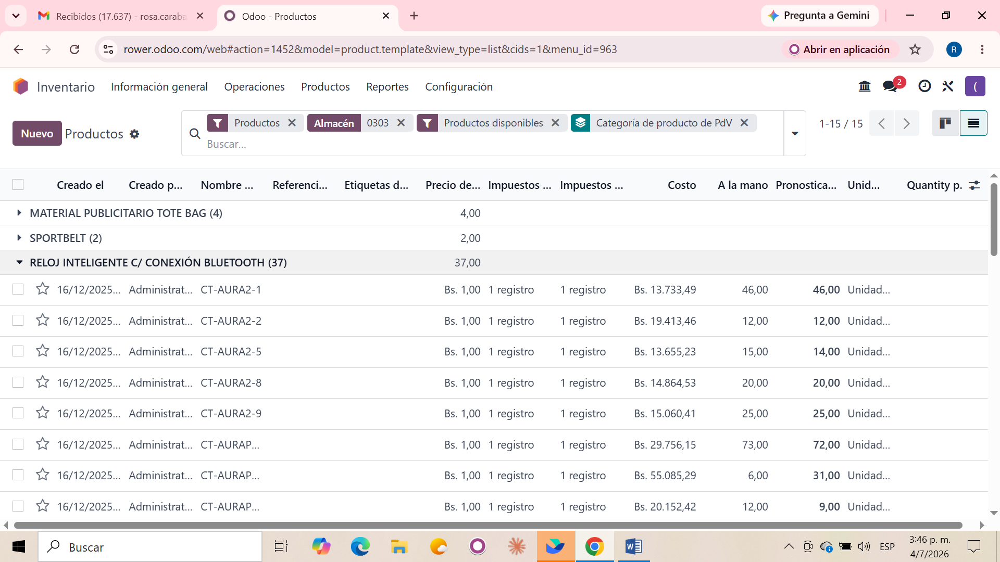 Recibidos (17.637) - rosa.caraba
Odoo - Productos
Pregunta a Gemini
rower.odoo.com/web#action=1452&model=product.template&view_type=list&cids=1&menu_id=963
Abrir en aplicación
R
Inventario
Información general
Operaciones
Productos
Reportes
Configuración
2
(
Nuevo
Productos
Productos
Almacén 0303
Productos disponibles
Categoría de producto de PdV
Buscar...
1-15 / 15
Creado el Creado p... Nombre ... Referenci... Etiquetas d... Precio de... Impuestos ... Impuestos ... Costo A la mano Pronostica... Unid... Quantity p.
MATERIAL PUBLICITARIO TOTE BAG (4) 4,00
SPORTBELT (2) 2,00
RELOJ INTELIGENTE C/ CONEXIÓN BLUETOOTH (37) 37,00
16/12/2025... Administrat... CT-AURA2-1 Bs. 1,00 1 registro 1 registro Bs. 13.733,49 46,00 46,00 Unidad...
16/12/2025... Administrat... CT-AURA2-2 Bs. 1,00 1 registro 1 registro Bs. 19.413,46 12,00 12,00 Unidad...
16/12/2025... Administrat... CT-AURA2-5 Bs. 1,00 1 registro 1 registro Bs. 13.655,23 15,00 14,00 Unidad...
16/12/2025... Administrat... CT-AURA2-8 Bs. 1,00 1 registro 1 registro Bs. 14.864,53 20,00 20,00 Unidad...
16/12/2025... Administrat... CT-AURA2-9 Bs. 1,00 1 registro 1 registro Bs. 15.060,41 25,00 25,00 Unidad...
16/12/2025... Administrat... CT-AURAP... Bs. 1,00 1 registro 1 registro Bs. 29.756,15 73,00 72,00 Unidad...
16/12/2025... Administrat... CT-AURAP... Bs. 1,00 1 registro 1 registro Bs. 55.085,29 6,00 31,00 Unidad...
16/12/2025... Administrat... CT-AURAP... Bs. 1,00 1 registro 1 registro Bs. 20.152,42 12,00 9,00 Unidad...
Buscar
ESP
3:46 p. m.
4/7/2026